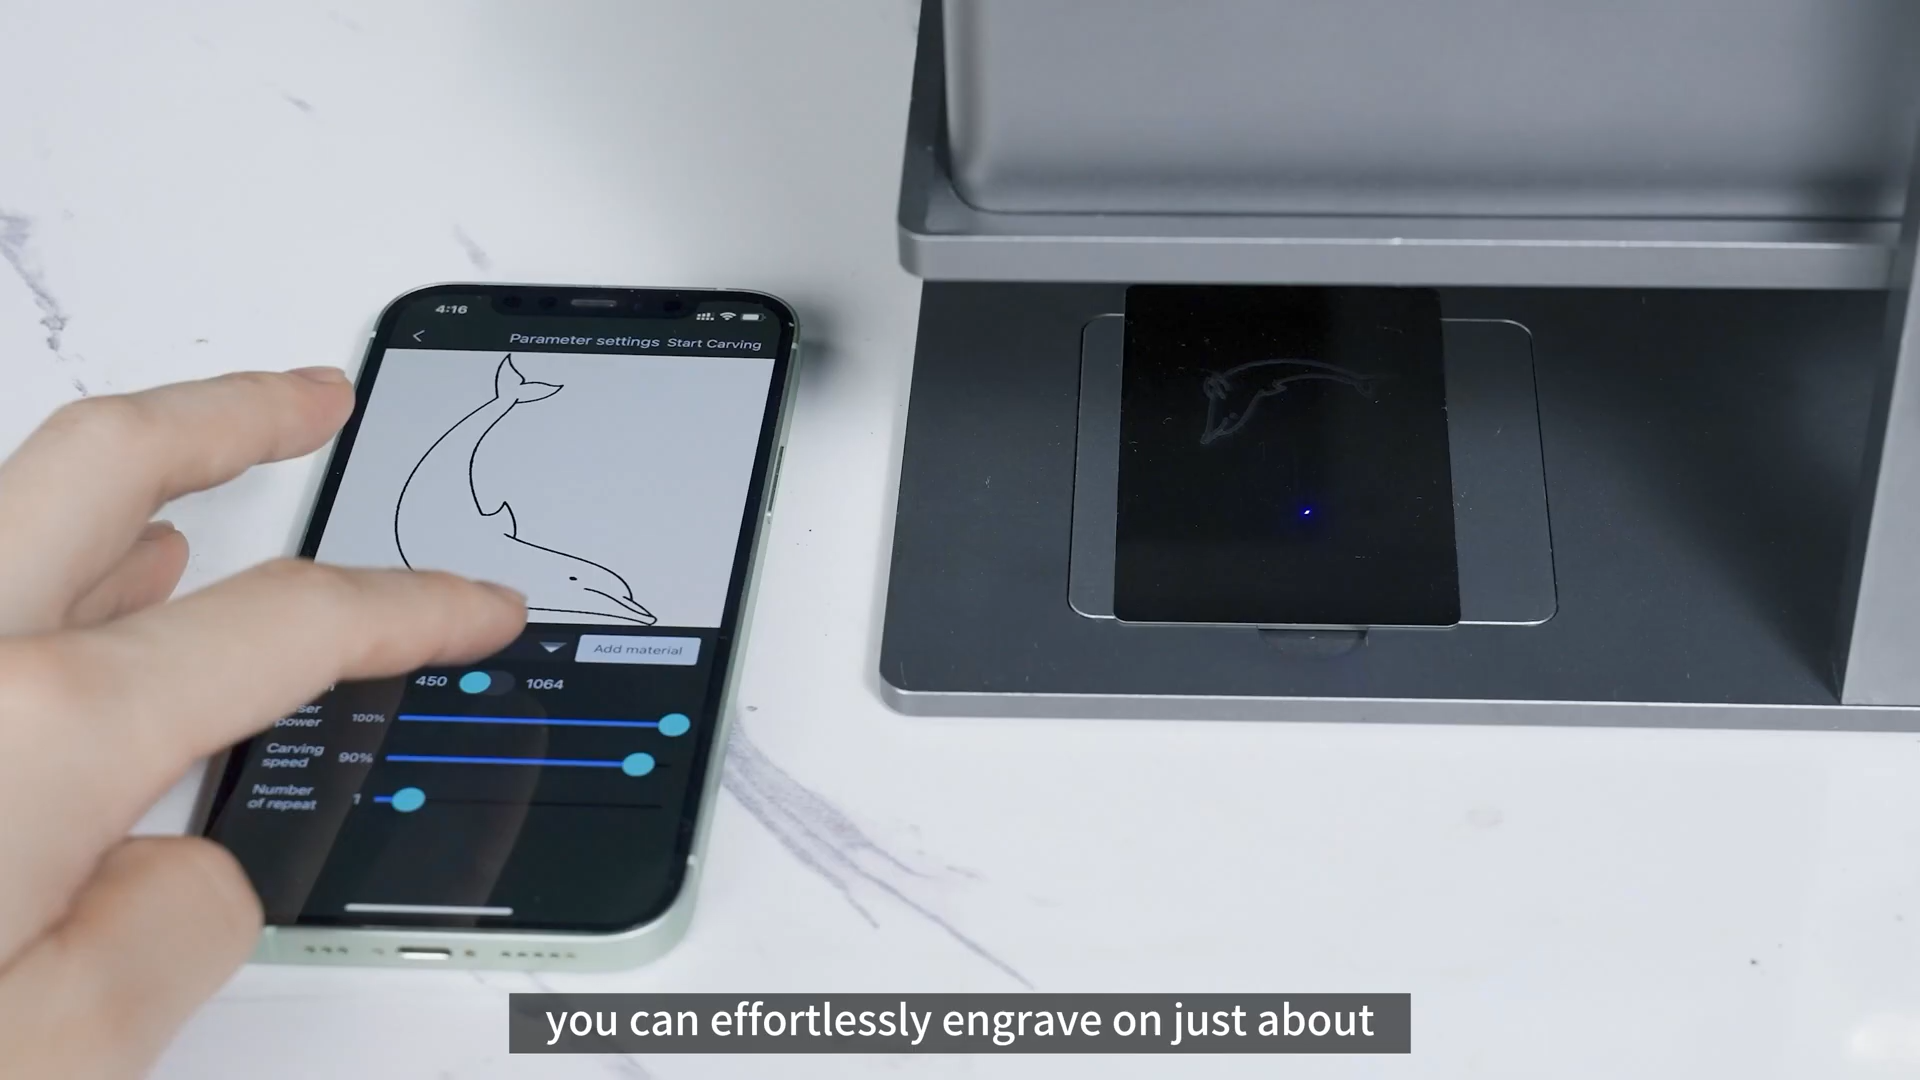 4:16
Parameter settings Start Carving
Add material
450 1064
power 100%
Carving
speed 90%
Number
of repeat 1
you can effortlessly engrave on just about